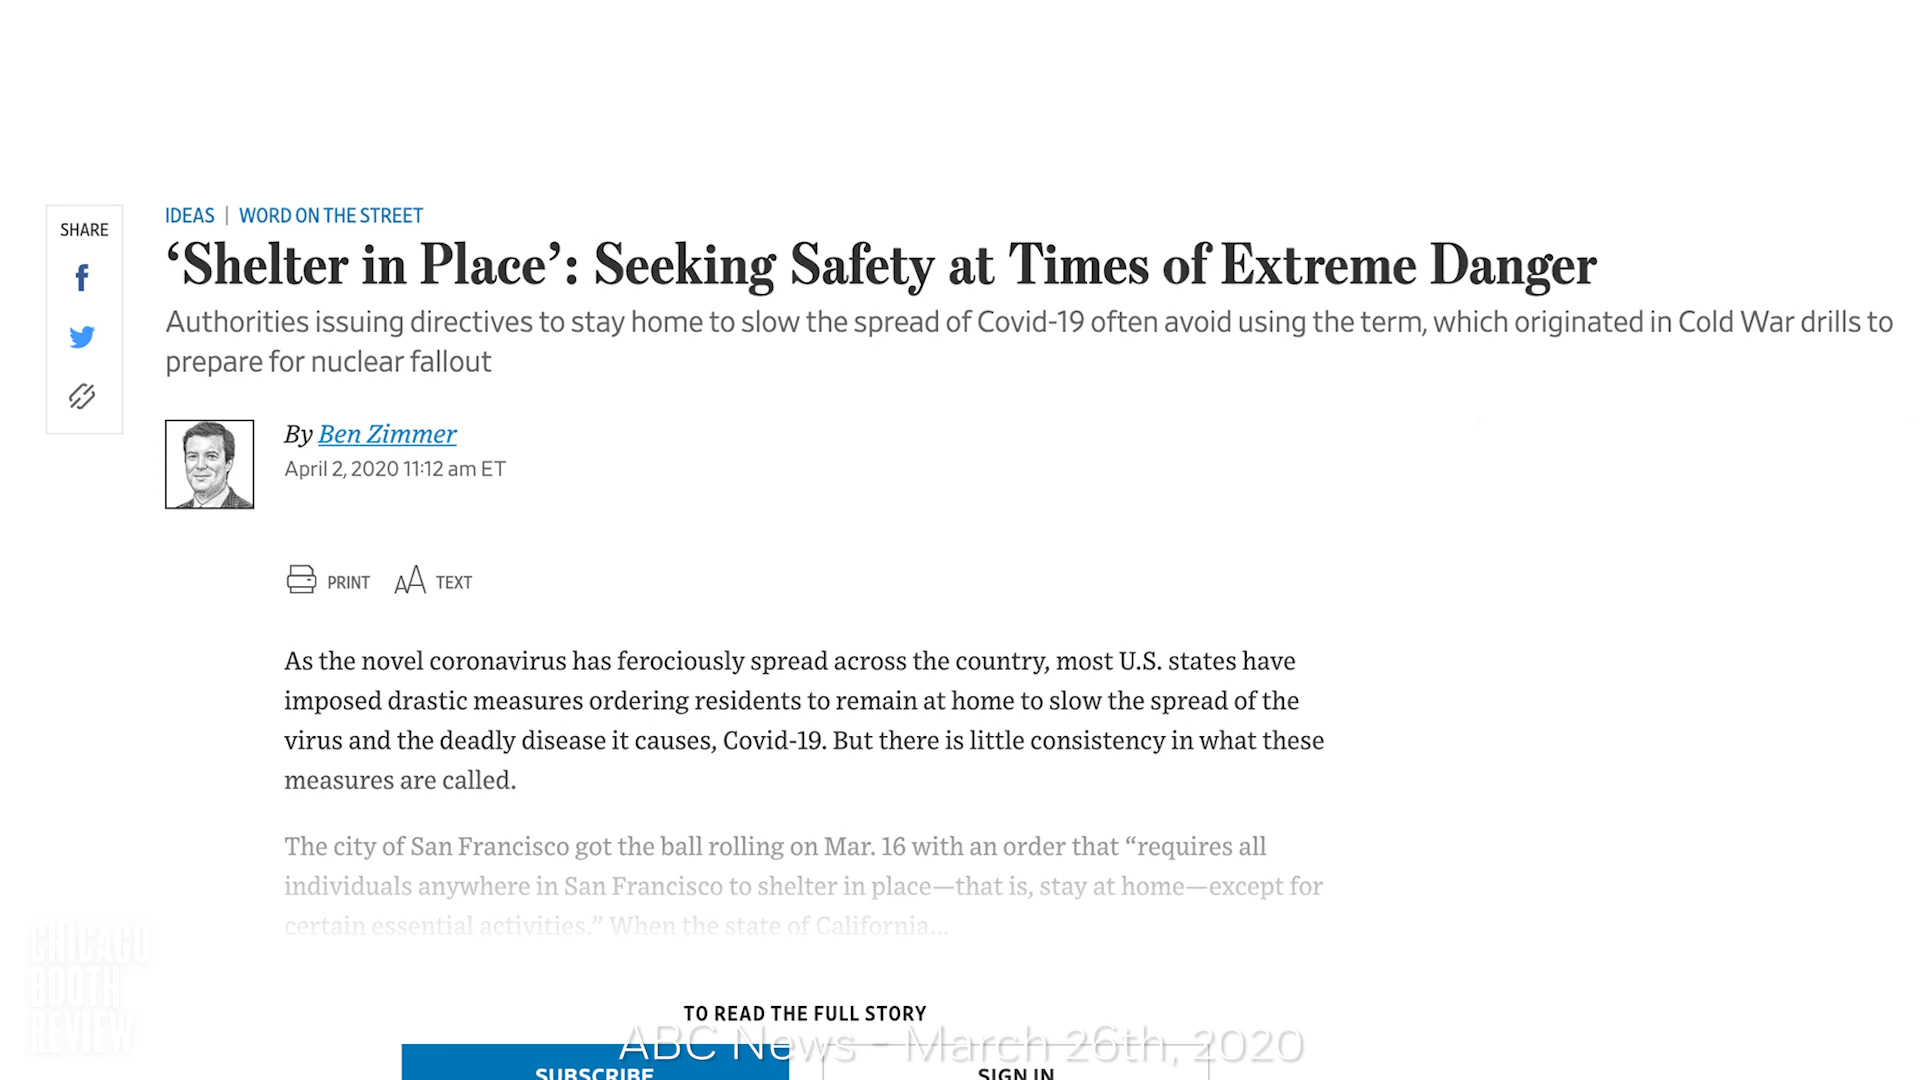 SHARE
IDEAS | WORD ON THE STREET
‘Shelter in Place’: Seeking Safety at Times of Extreme Danger
Authorities issuing directives to stay home to slow the spread of Covid-19 often avoid using the term, which originated in Cold War drills to
prepare for nuclear fallout
By Ben Zimmer
April 2, 2020 11:12 am ET
PRINT AA TEXT
As the novel coronavirus has ferociously spread across the country, most U.S. states have
imposed drastic measures ordering residents to remain at home to slow the spread of the
virus and the deadly disease it causes, Covid-19. But there is little consistency in what these
measures are called.
The city of San Francisco got the ball rolling on Mar. 16 with an order that “requires all
individuals anywhere in San Francisco to shelter in place—that is, stay at home—except for
certain essential activities.” When the state of California...
CHICAGO
BOOTH
REVIEW
TO READ THE FULL STORY
ABC News - March 26th, 2020
SUBSCRIBE
SIGN IN